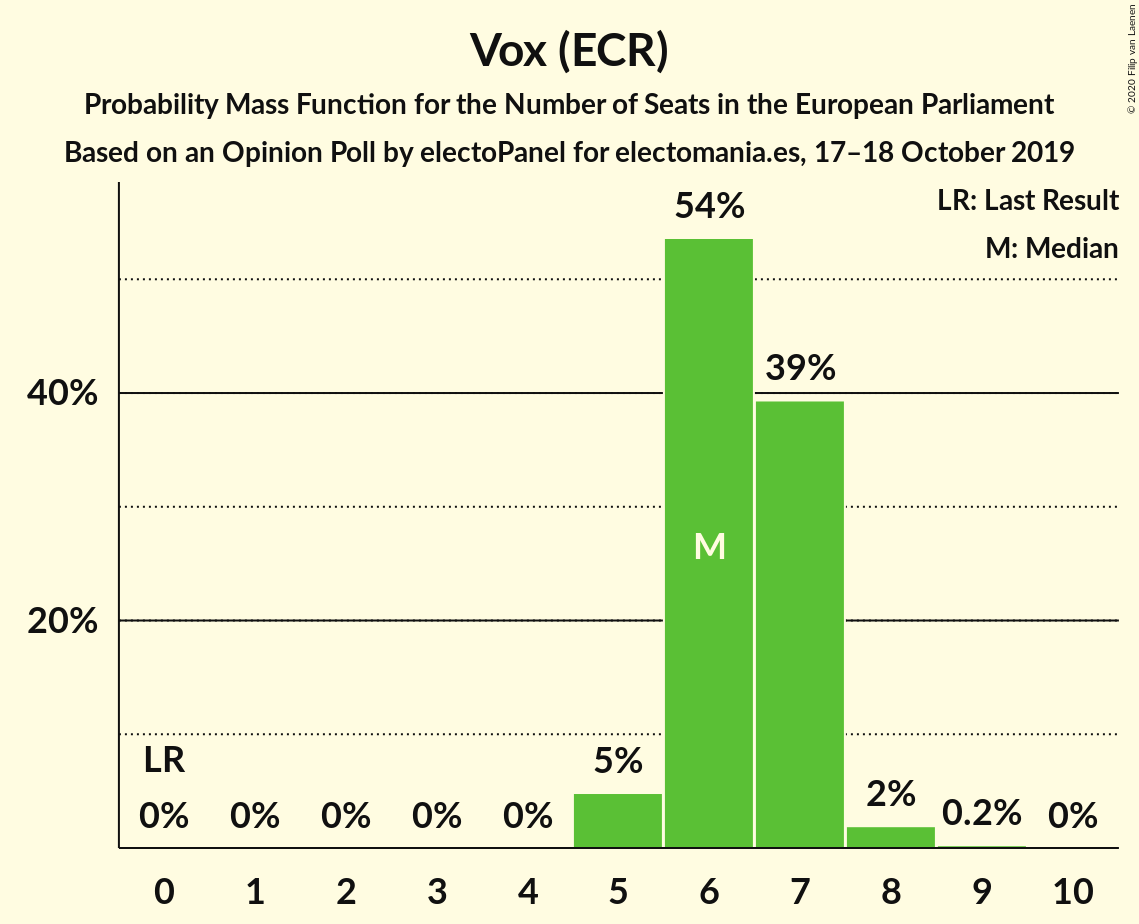 Vox (ECR)
Probability Mass Function for the Number of Seats in the European Parliament
Based on an Opinion Poll by electoPanel for electomania.es, 17–18 October 2019
© 2020 Filip van Laenen
LR: Last Result
M: Median
54%
39%
40%
M
20%
LR
5%
2%
0% 0% 0% 0% 0% 0.2% 0%
0 1 2 3 4 5 6 7 8 9 10